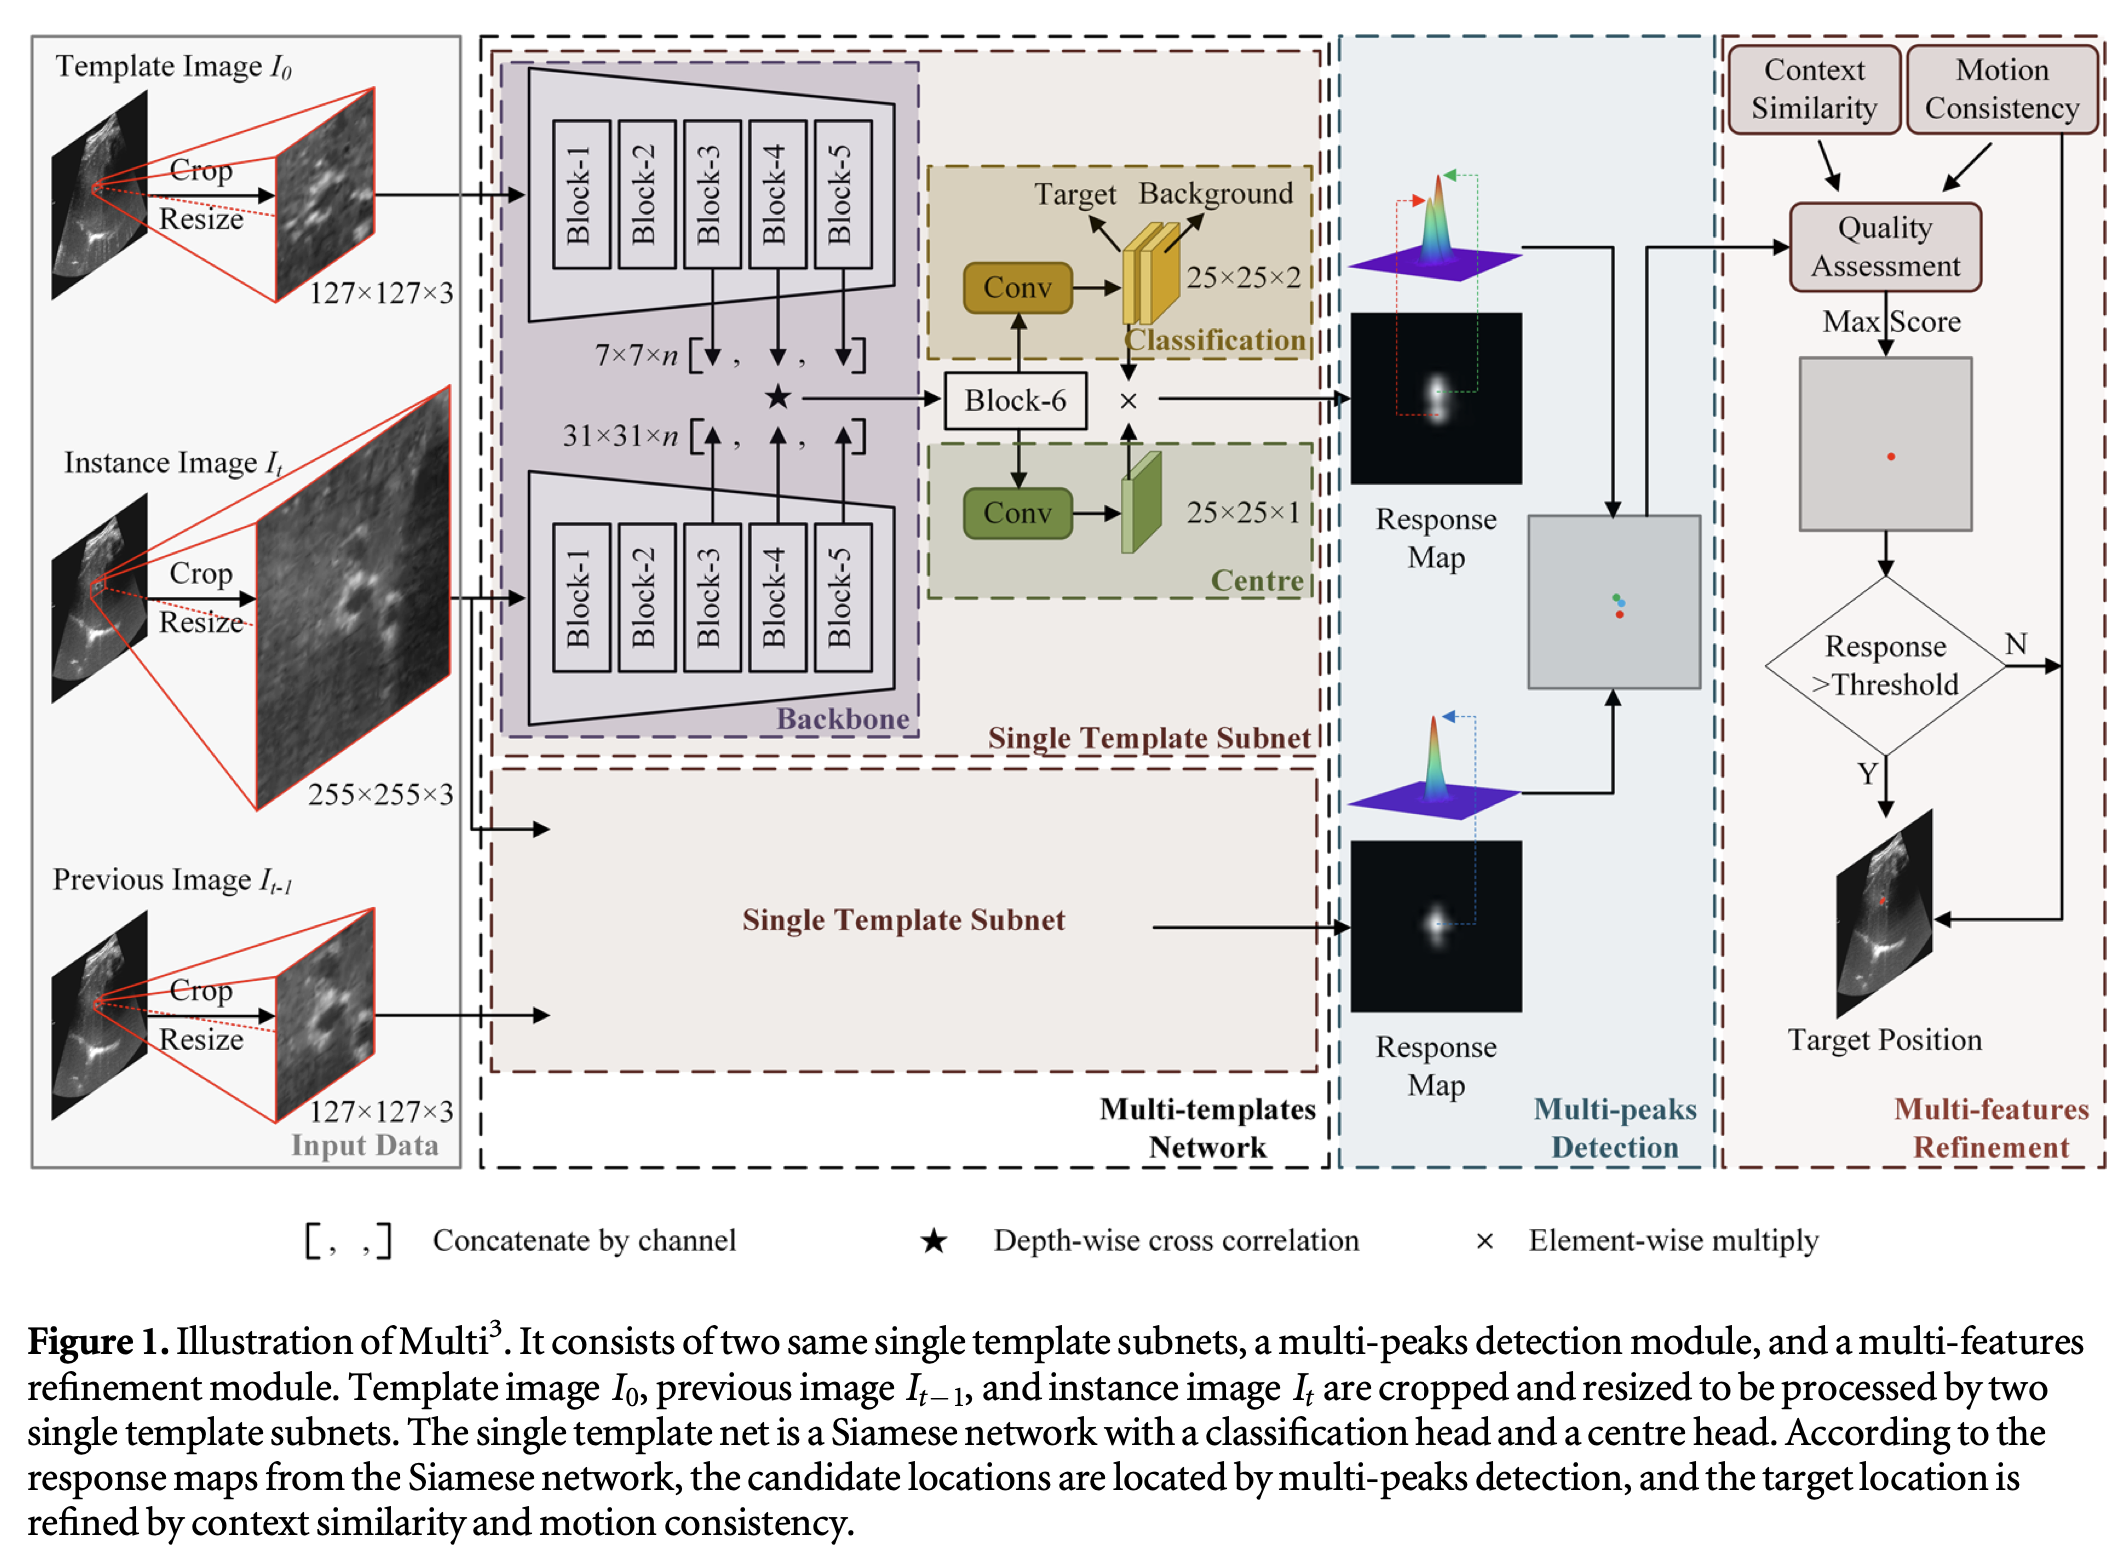 Template Image I0
Crop
Resize
127×127×3
Instance Image It
Crop
Resize
255×255×3
Previous Image It-1
Crop
Resize
127×127×3
Input Data
Block-1
Block-2
Block-3
Block-4
Block-5
7×7×n [ , , ]
★
31×31×n [ , , ]
Block-1
Block-2
Block-3
Block-4
Block-5
Backbone
Block-6
Target
Background
Conv
25×25×2
Classification
×
Conv
25×25×1
Centre
Single Template Subnet
Single Template Subnet
Multi-templates
Network
Response
Map
Response
Map
Multi-peaks
Detection
Context
Similarity
Motion
Consistency
Quality
Assessment
Max Score
Response
>Threshold
N
Y
Target Position
Multi-features
Refinement
[ , , ] Concatenate by channel
★ Depth-wise cross correlation
× Element-wise multiply
Figure 1. Illustration of Multi³. It consists of two same single template subnets, a multi-peaks detection module, and a multi-features
refinement module. Template image I0, previous image It−1, and instance image It are cropped and resized to be processed by two
single template subnets. The single template net is a Siamese network with a classification head and a centre head. According to the
response maps from the Siamese network, the candidate locations are located by multi-peaks detection, and the target location is
refined by context similarity and motion consistency.